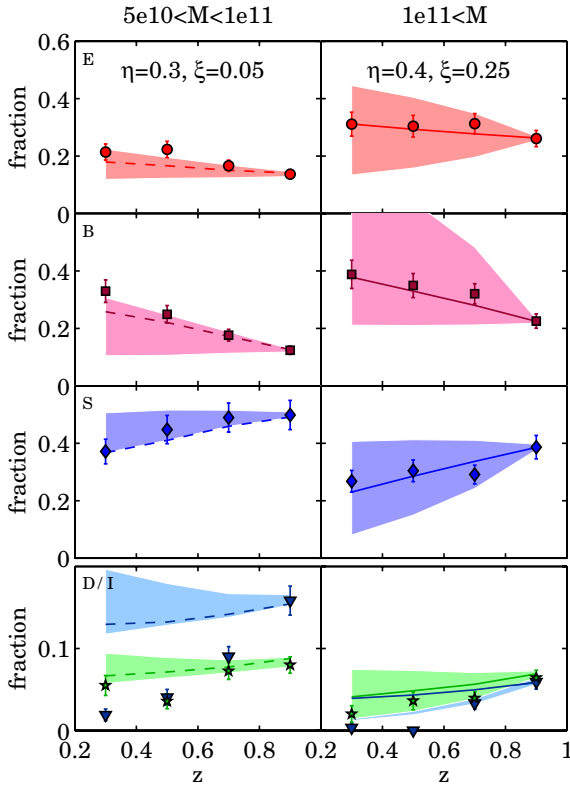 5e10<M<1e11 1e11<M
0.6
E
η=0.3, ξ=0.05 η=0.4, ξ=0.25
0.4
fraction
0.2
0
B
0.4
fraction
0.2
0
S
0.4
fraction
0.2
0
D/I
0.1
fraction
0
0.2 0.4 0.6 0.8 0.2 0.4 0.6 0.8 1
z z